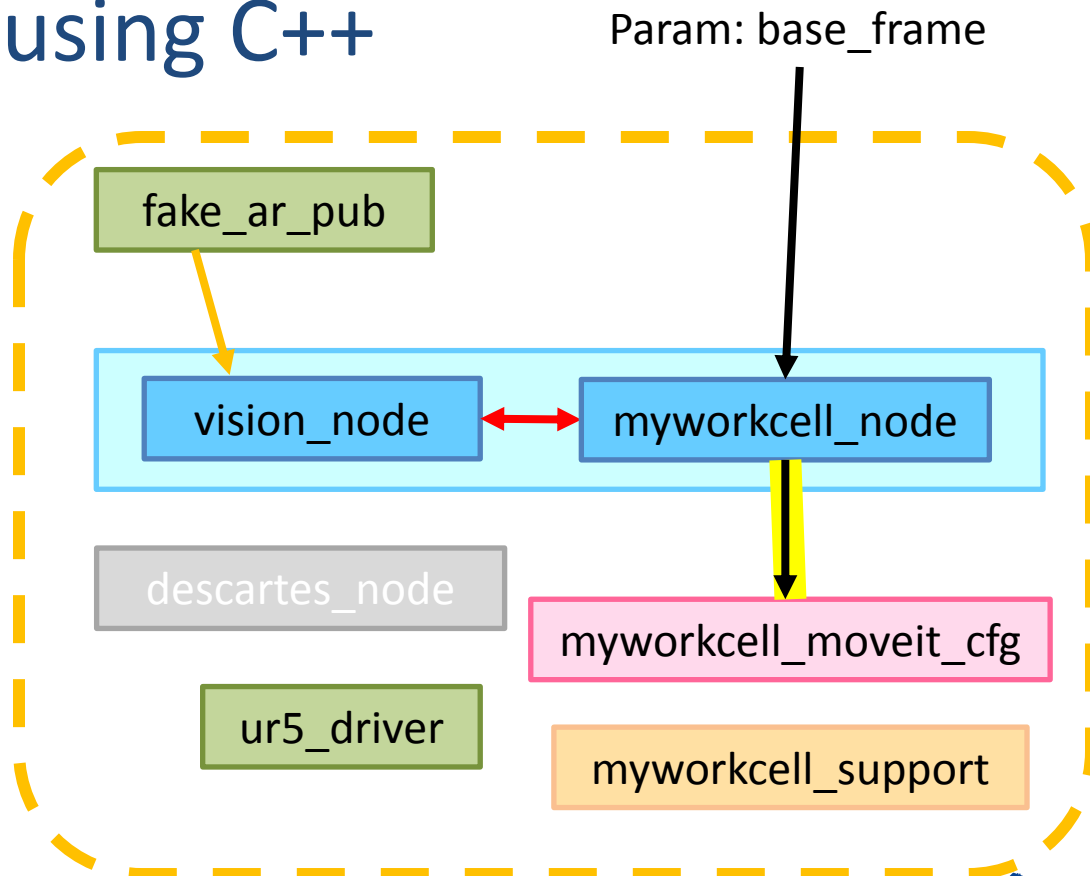 using C++
Param: base_frame
fake_ar_pub
vision_node
myworkcell_node
descartes_node
myworkcell_moveit_cfg
ur5_driver
myworkcell_support